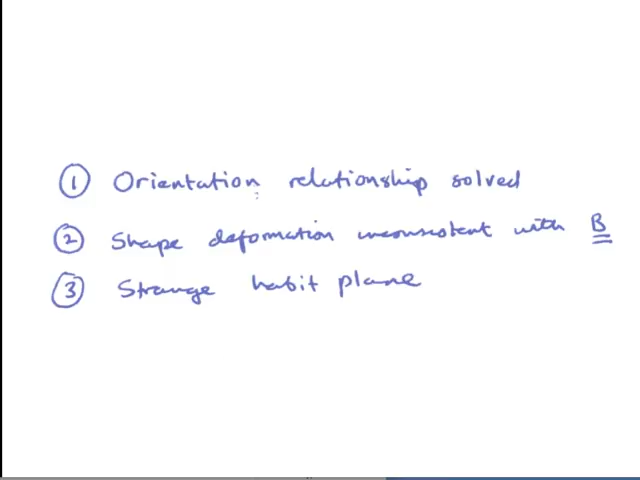 ① Orientation relationship solved
② Shape deformation inconsistent with B
③ Strange habit plane